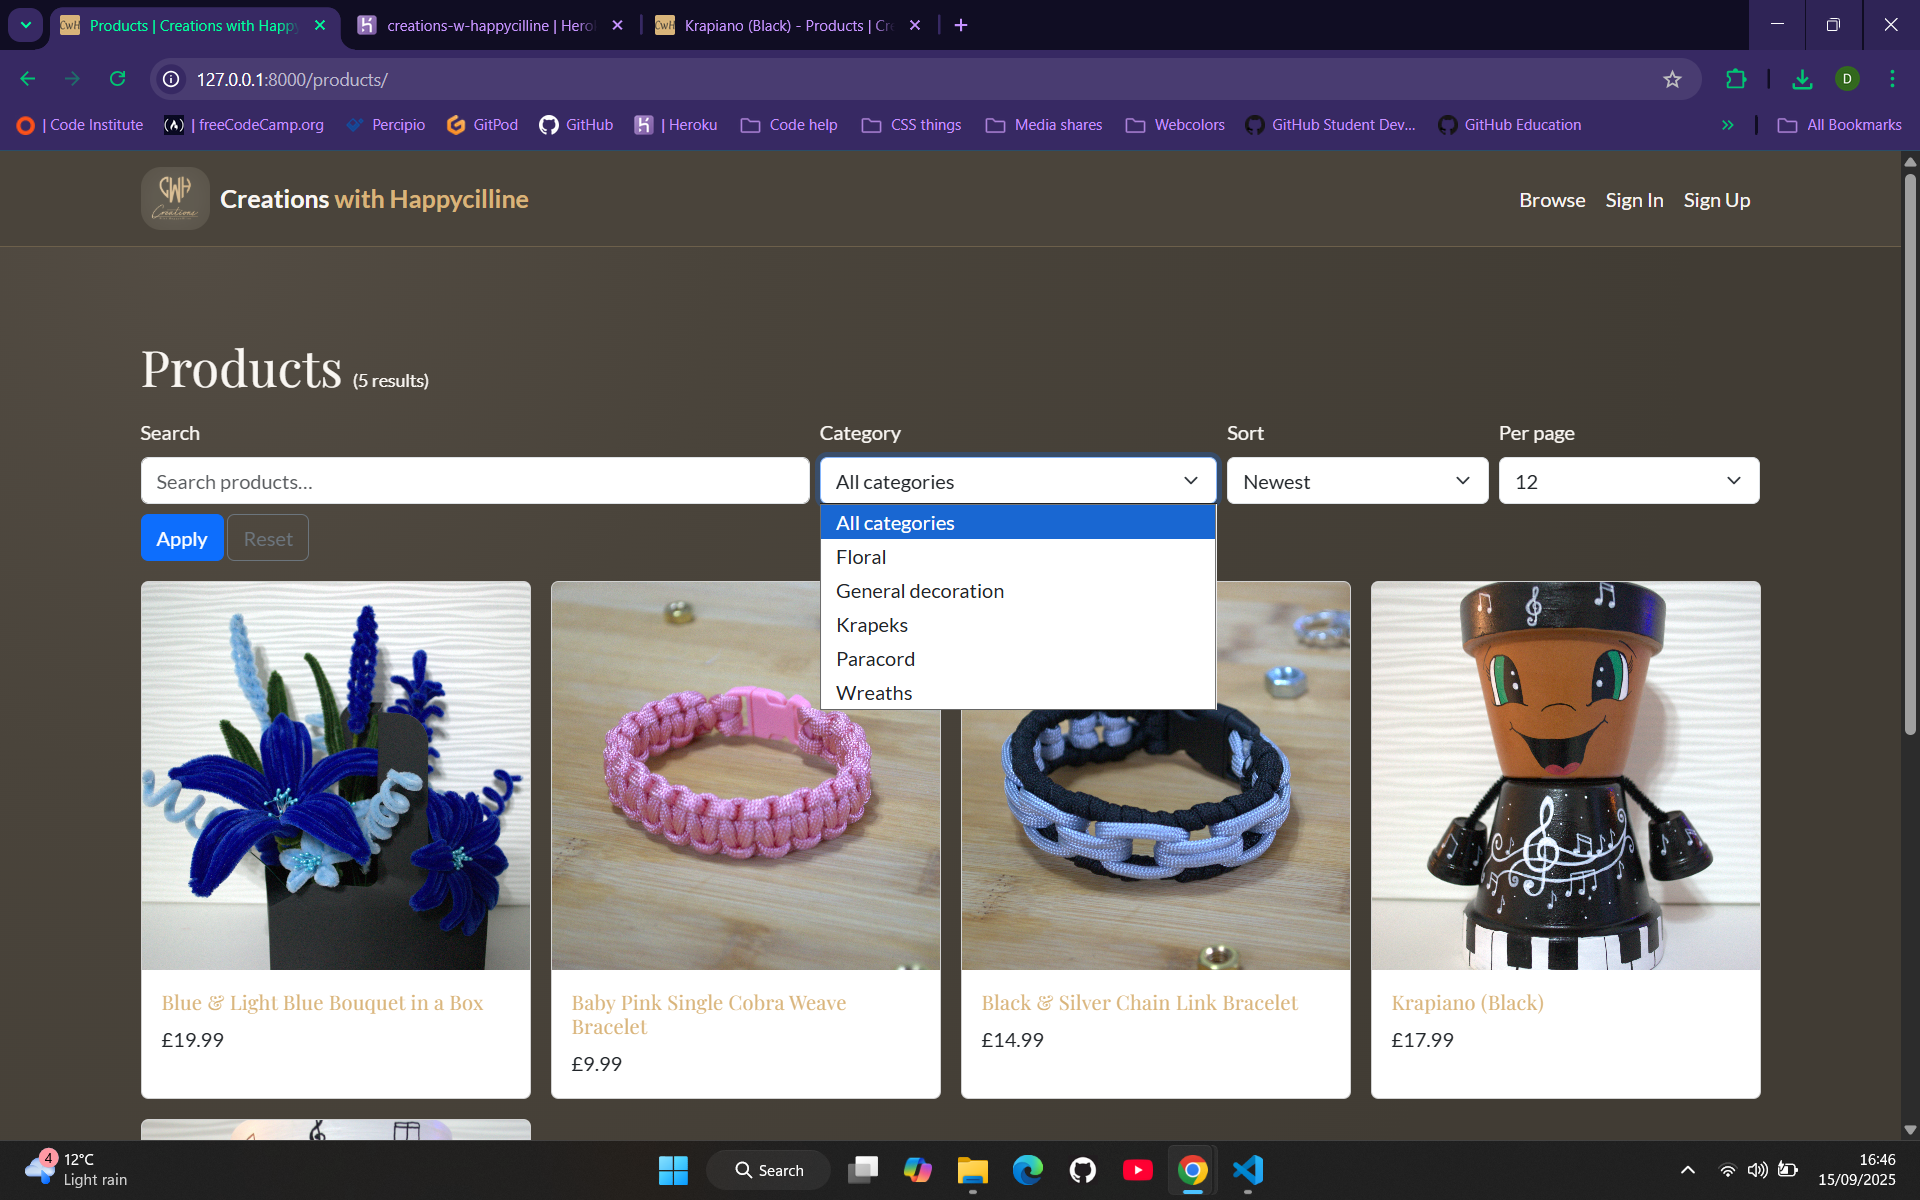 Products | Creations with Happy
creations-w-happycilline | Hero
Krapiano (Black) - Products | Cr
127.0.0.1:8000/products/
D
| Code Institute
| freeCodeCamp.org
Percipio
GitPod
GitHub
| Heroku
Code help
CSS things
Media shares
Webcolors
GitHub Student Dev...
GitHub Education
All Bookmarks
CWH
Creations
Creations with Happycilline
Browse
Sign In
Sign Up
Products (5 results)
Search
Category
Sort
Per page
Search products...
All categories
Newest
12
Apply
Reset
All categories
Floral
General decoration
Krapeks
Paracord
Wreaths
Blue & Light Blue Bouquet in a Box
£19.99
Baby Pink Single Cobra Weave
Bracelet
£9.99
Black & Silver Chain Link Bracelet
£14.99
Krapiano (Black)
£17.99
4
12°C
Light rain
Search
16:46
15/09/2025